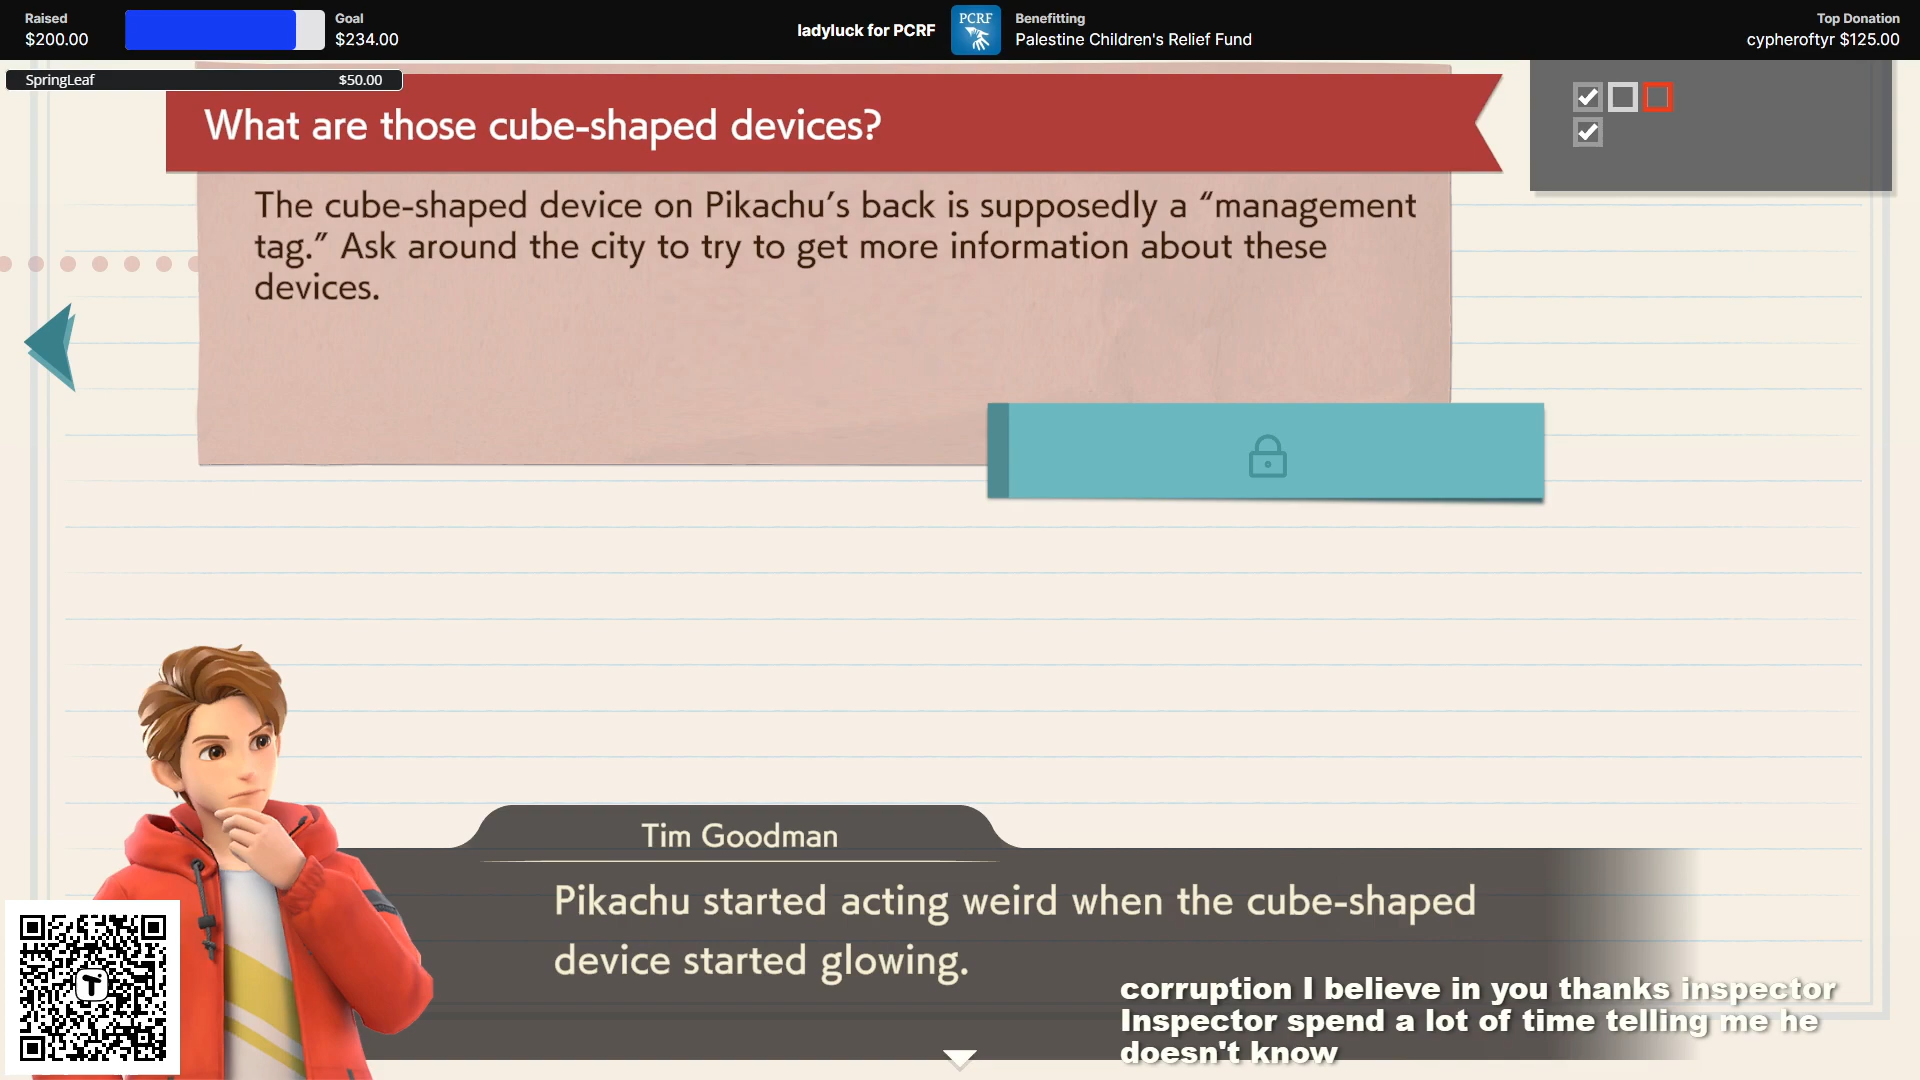 Raised
$200.00
Goal
$234.00
ladyluck for PCRF
PCRF
Benefitting
Palestine Children's Relief Fund
Top Donation
cypheroftyr $125.00
SpringLeaf $50.00
What are those cube-shaped devices?
The cube-shaped device on Pikachu's back is supposedly a “management
tag.” Ask around the city to try to get more information about these
devices.
Tim Goodman
Pikachu started acting weird when the cube-shaped
device started glowing.
corruption I believe in you thanks inspector
Inspector spend a lot of time telling me he
doesn't know